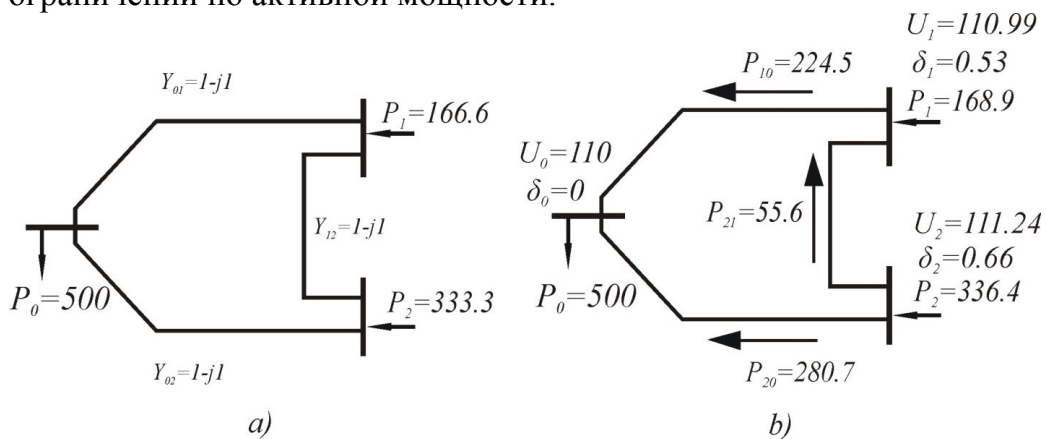 ограничений по активной мощности.
Y₀₁=1-j1
P₁=166.6
Y₁₂=1-j1
P₀=500
P₂=333.3
Y₀₂=1-j1
a)
U₁=110.99
δ₁=0.53
P₁₀=224.5
P₁=168.9
U₀=110
δ₀=0
P₂₁=55.6
U₂=111.24
δ₂=0.66
P₀=500
P₂=336.4
P₂₀=280.7
b)